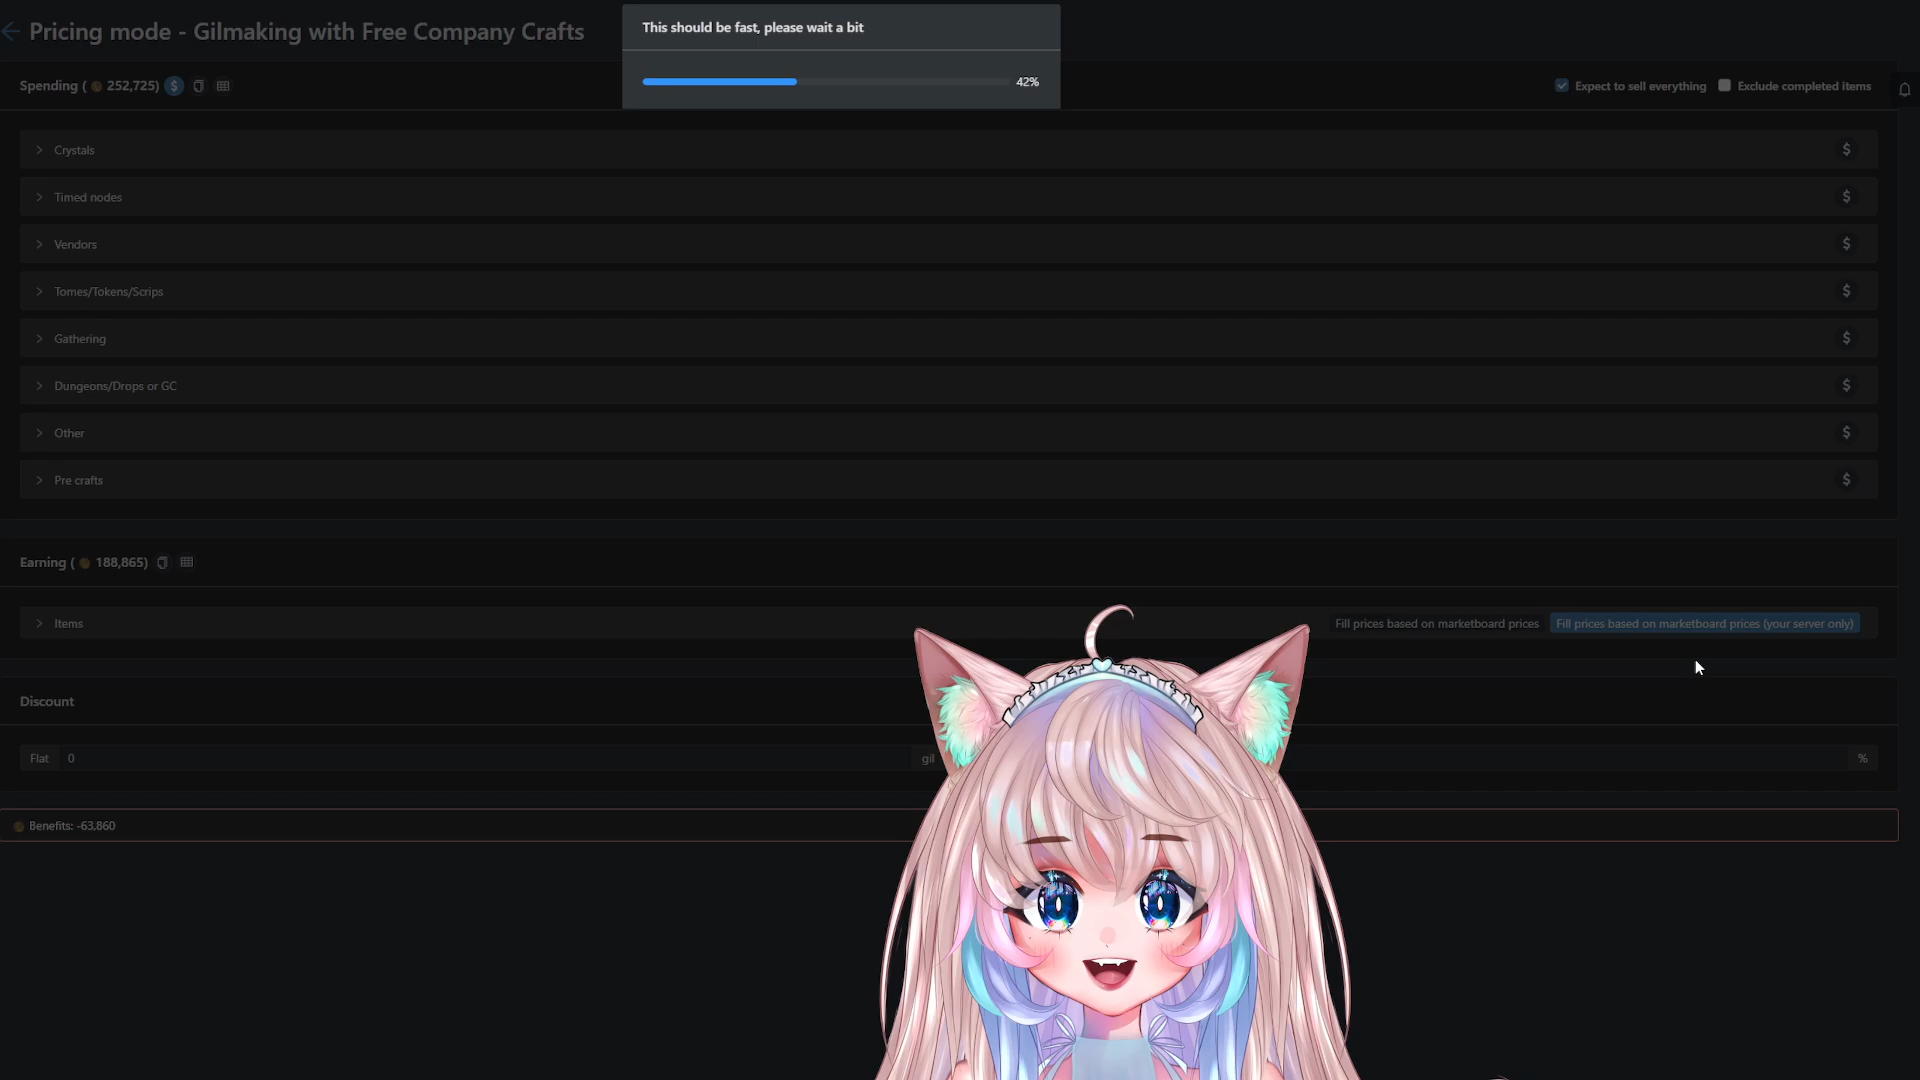 Pricing mode - Gilmaking with Free Company Crafts
This should be fast, please wait a bit
42%
Spending ( 252,725) $
Expect to sell everything
Exclude completed items
Crystals $
Timed nodes $
Vendors $
Tomes/Tokens/Scrips $
Gathering $
Dungeons/Drops or GC $
Other $
Pre crafts $
Earning ( 188,865)
Items
Fill prices based on marketboard prices
Fill prices based on marketboard prices (your server only)
Discount
Flat 0 gil %
Benefits: -63,860